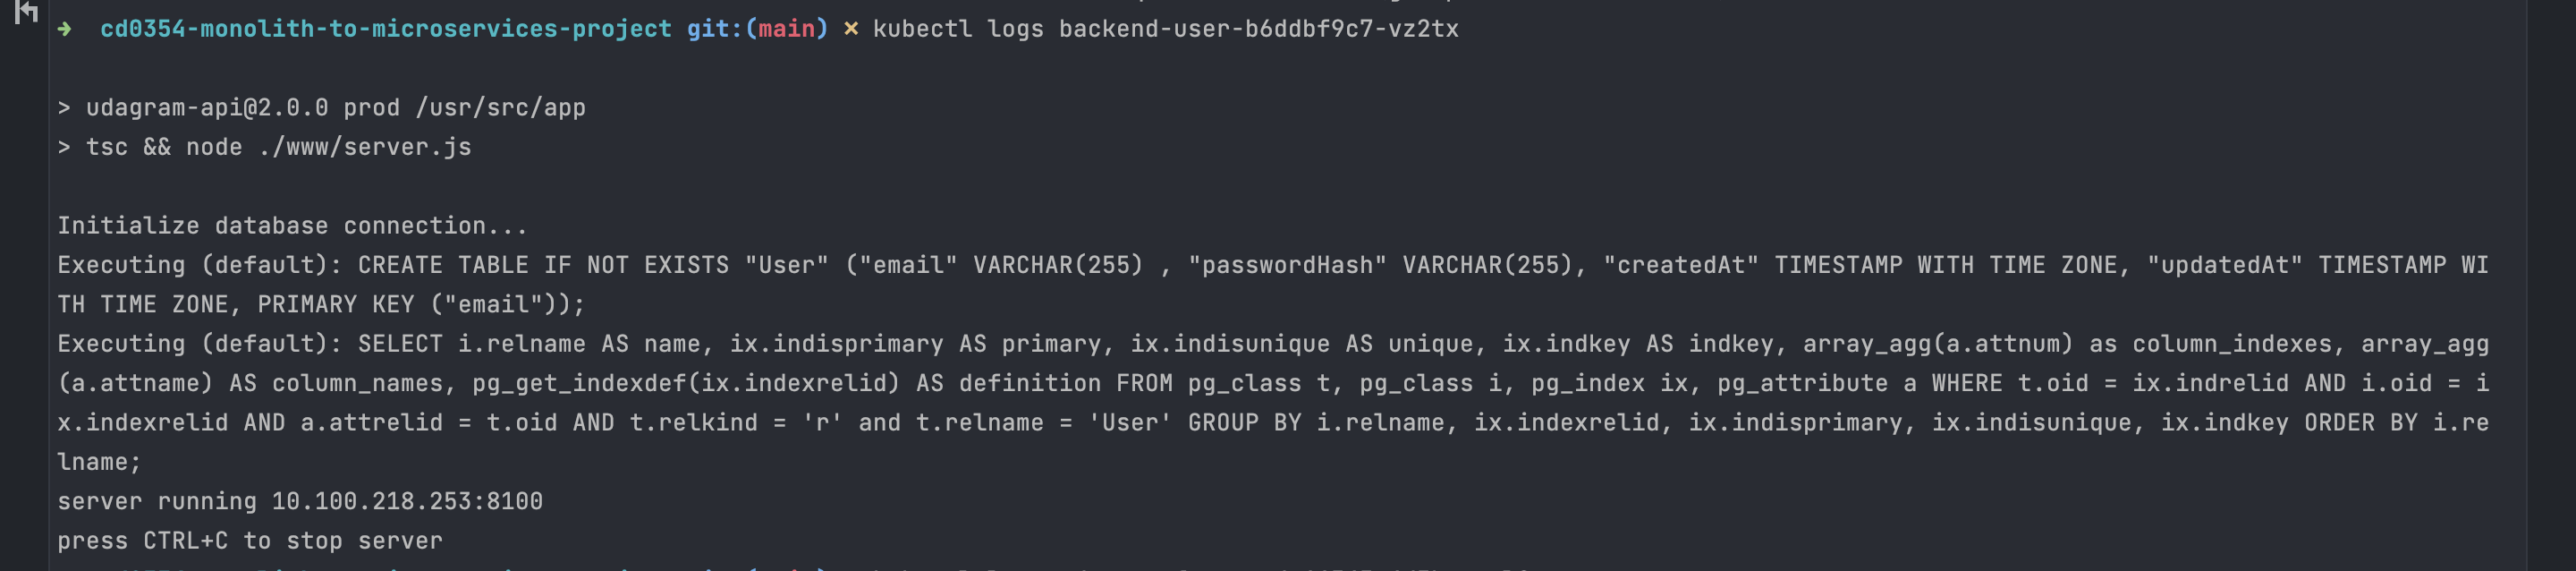 ➜  cd0354-monolith-to-microservices-project git:(main) ✗ kubectl logs backend-user-b6ddbf9c7-vz2tx
> udagram-api@2.0.0 prod /usr/src/app
> tsc && node ./www/server.js
Initialize database connection...
Executing (default): CREATE TABLE IF NOT EXISTS "User" ("email" VARCHAR(255) , "passwordHash" VARCHAR(255), "createdAt" TIMESTAMP WITH TIME ZONE, "updatedAt" TIMESTAMP WI
TH TIME ZONE, PRIMARY KEY ("email"));
Executing (default): SELECT i.relname AS name, ix.indisprimary AS primary, ix.indisunique AS unique, ix.indkey AS indkey, array_agg(a.attnum) as column_indexes, array_agg
(a.attname) AS column_names, pg_get_indexdef(ix.indexrelid) AS definition FROM pg_class t, pg_class i, pg_index ix, pg_attribute a WHERE t.oid = ix.indrelid AND i.oid = i
x.indexrelid AND a.attrelid = t.oid AND t.relkind = 'r' and t.relname = 'User' GROUP BY i.relname, ix.indexrelid, ix.indisprimary, ix.indisunique, ix.indkey ORDER BY i.re
lname;
server running 10.100.218.253:8100
press CTRL+C to stop server